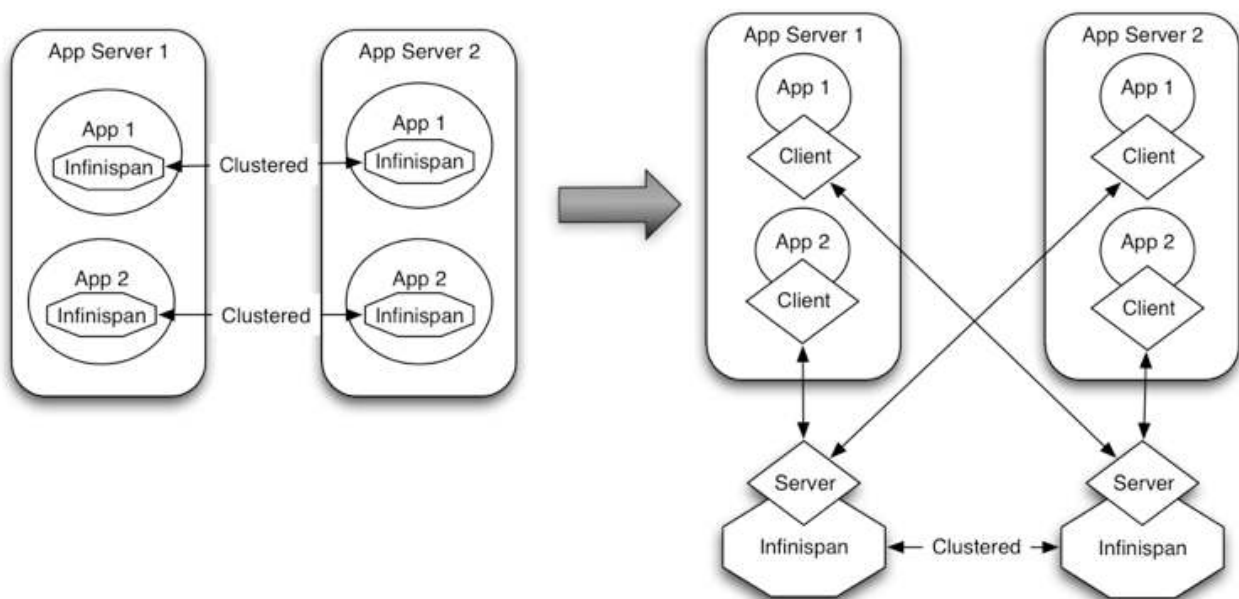 App Server 1
App 1
Infinispan
App 2
Infinispan
Clustered
Clustered
App Server 2
App 1
Infinispan
App 2
Infinispan
App Server 1
App 1
Client
App 2
Client
App Server 2
App 1
Client
App 2
Client
Server
Infinispan
Clustered
Server
Infinispan